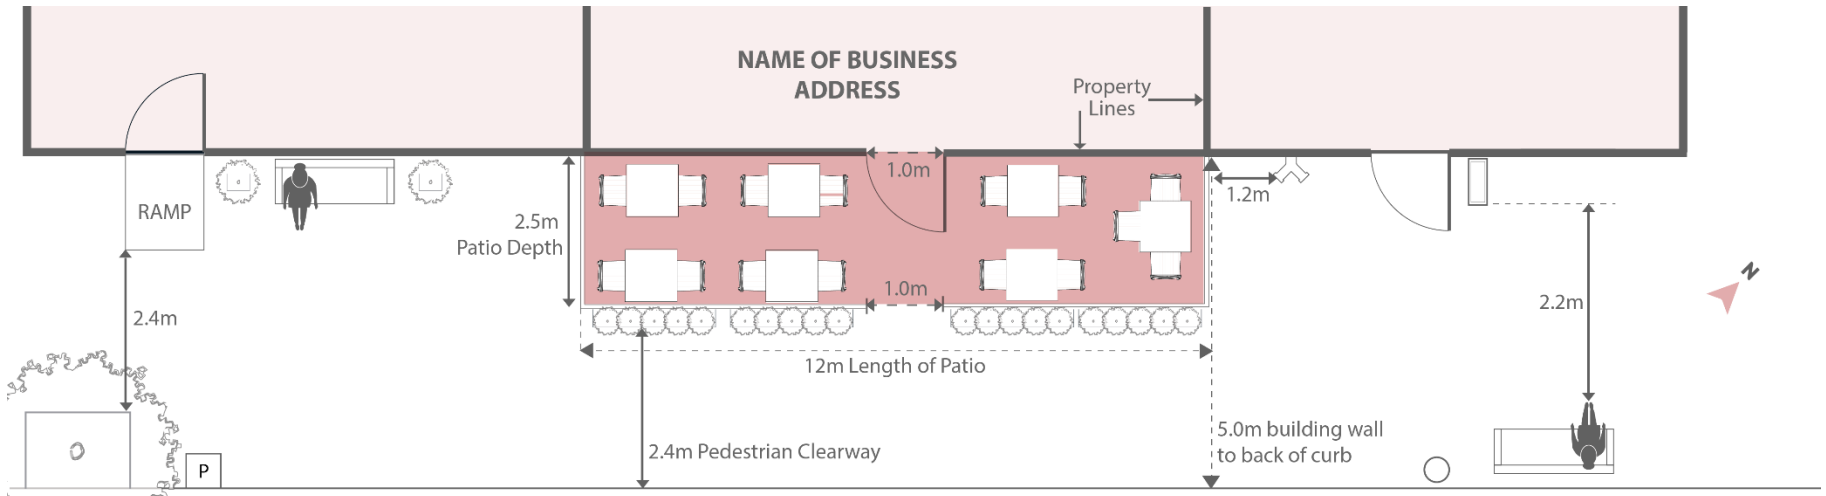 NAME OF BUSINESS
ADDRESS
Property
Lines
1.0m
1.2m
RAMP
2.5m
Patio Depth
1.0m
2.4m
2.2m
N
12m Length of Patio
5.0m building wall
to back of curb
2.4m Pedestrian Clearway
P